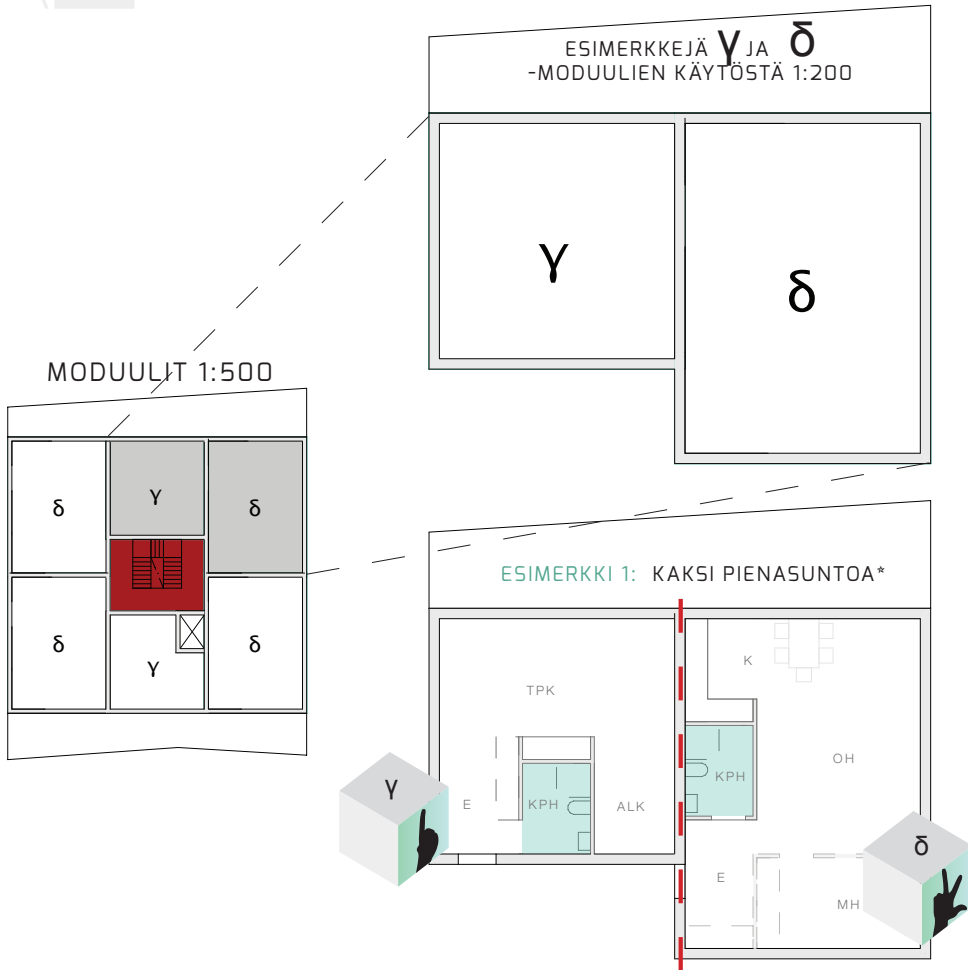 ESIMERKKEJÄ γ JA δ
-MODUULIEN KÄYTÖSTÄ 1:200
γ
δ
MODUULIT 1:500
δ
γ
δ
δ
γ
δ
ESIMERKKI 1: KAKSI PIENASUNTOA*
TPK
E
KPH
ALK
K
KPH
OH
E
MH
γ
δ